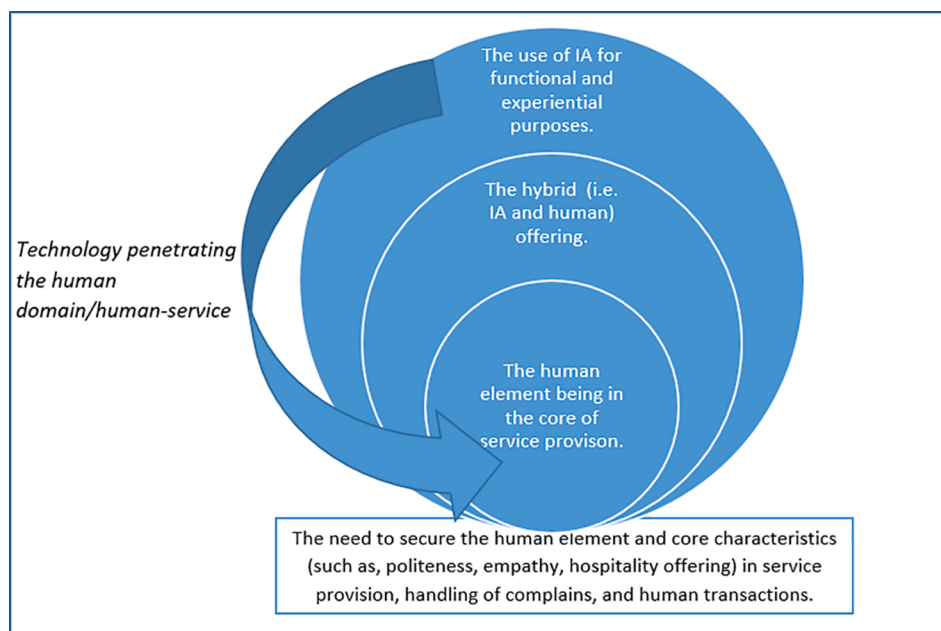 The use of IA for
functional and
experiential
purposes.
The hybrid (i.e.
IA and human)
offering.
Technology penetrating
the human
domain/human-service
The human
element being in
the core of
service provison.
The need to secure the human element and core characteristics
(such as, politeness, empathy, hospitality offering) in service
provision, handling of complains, and human transactions.